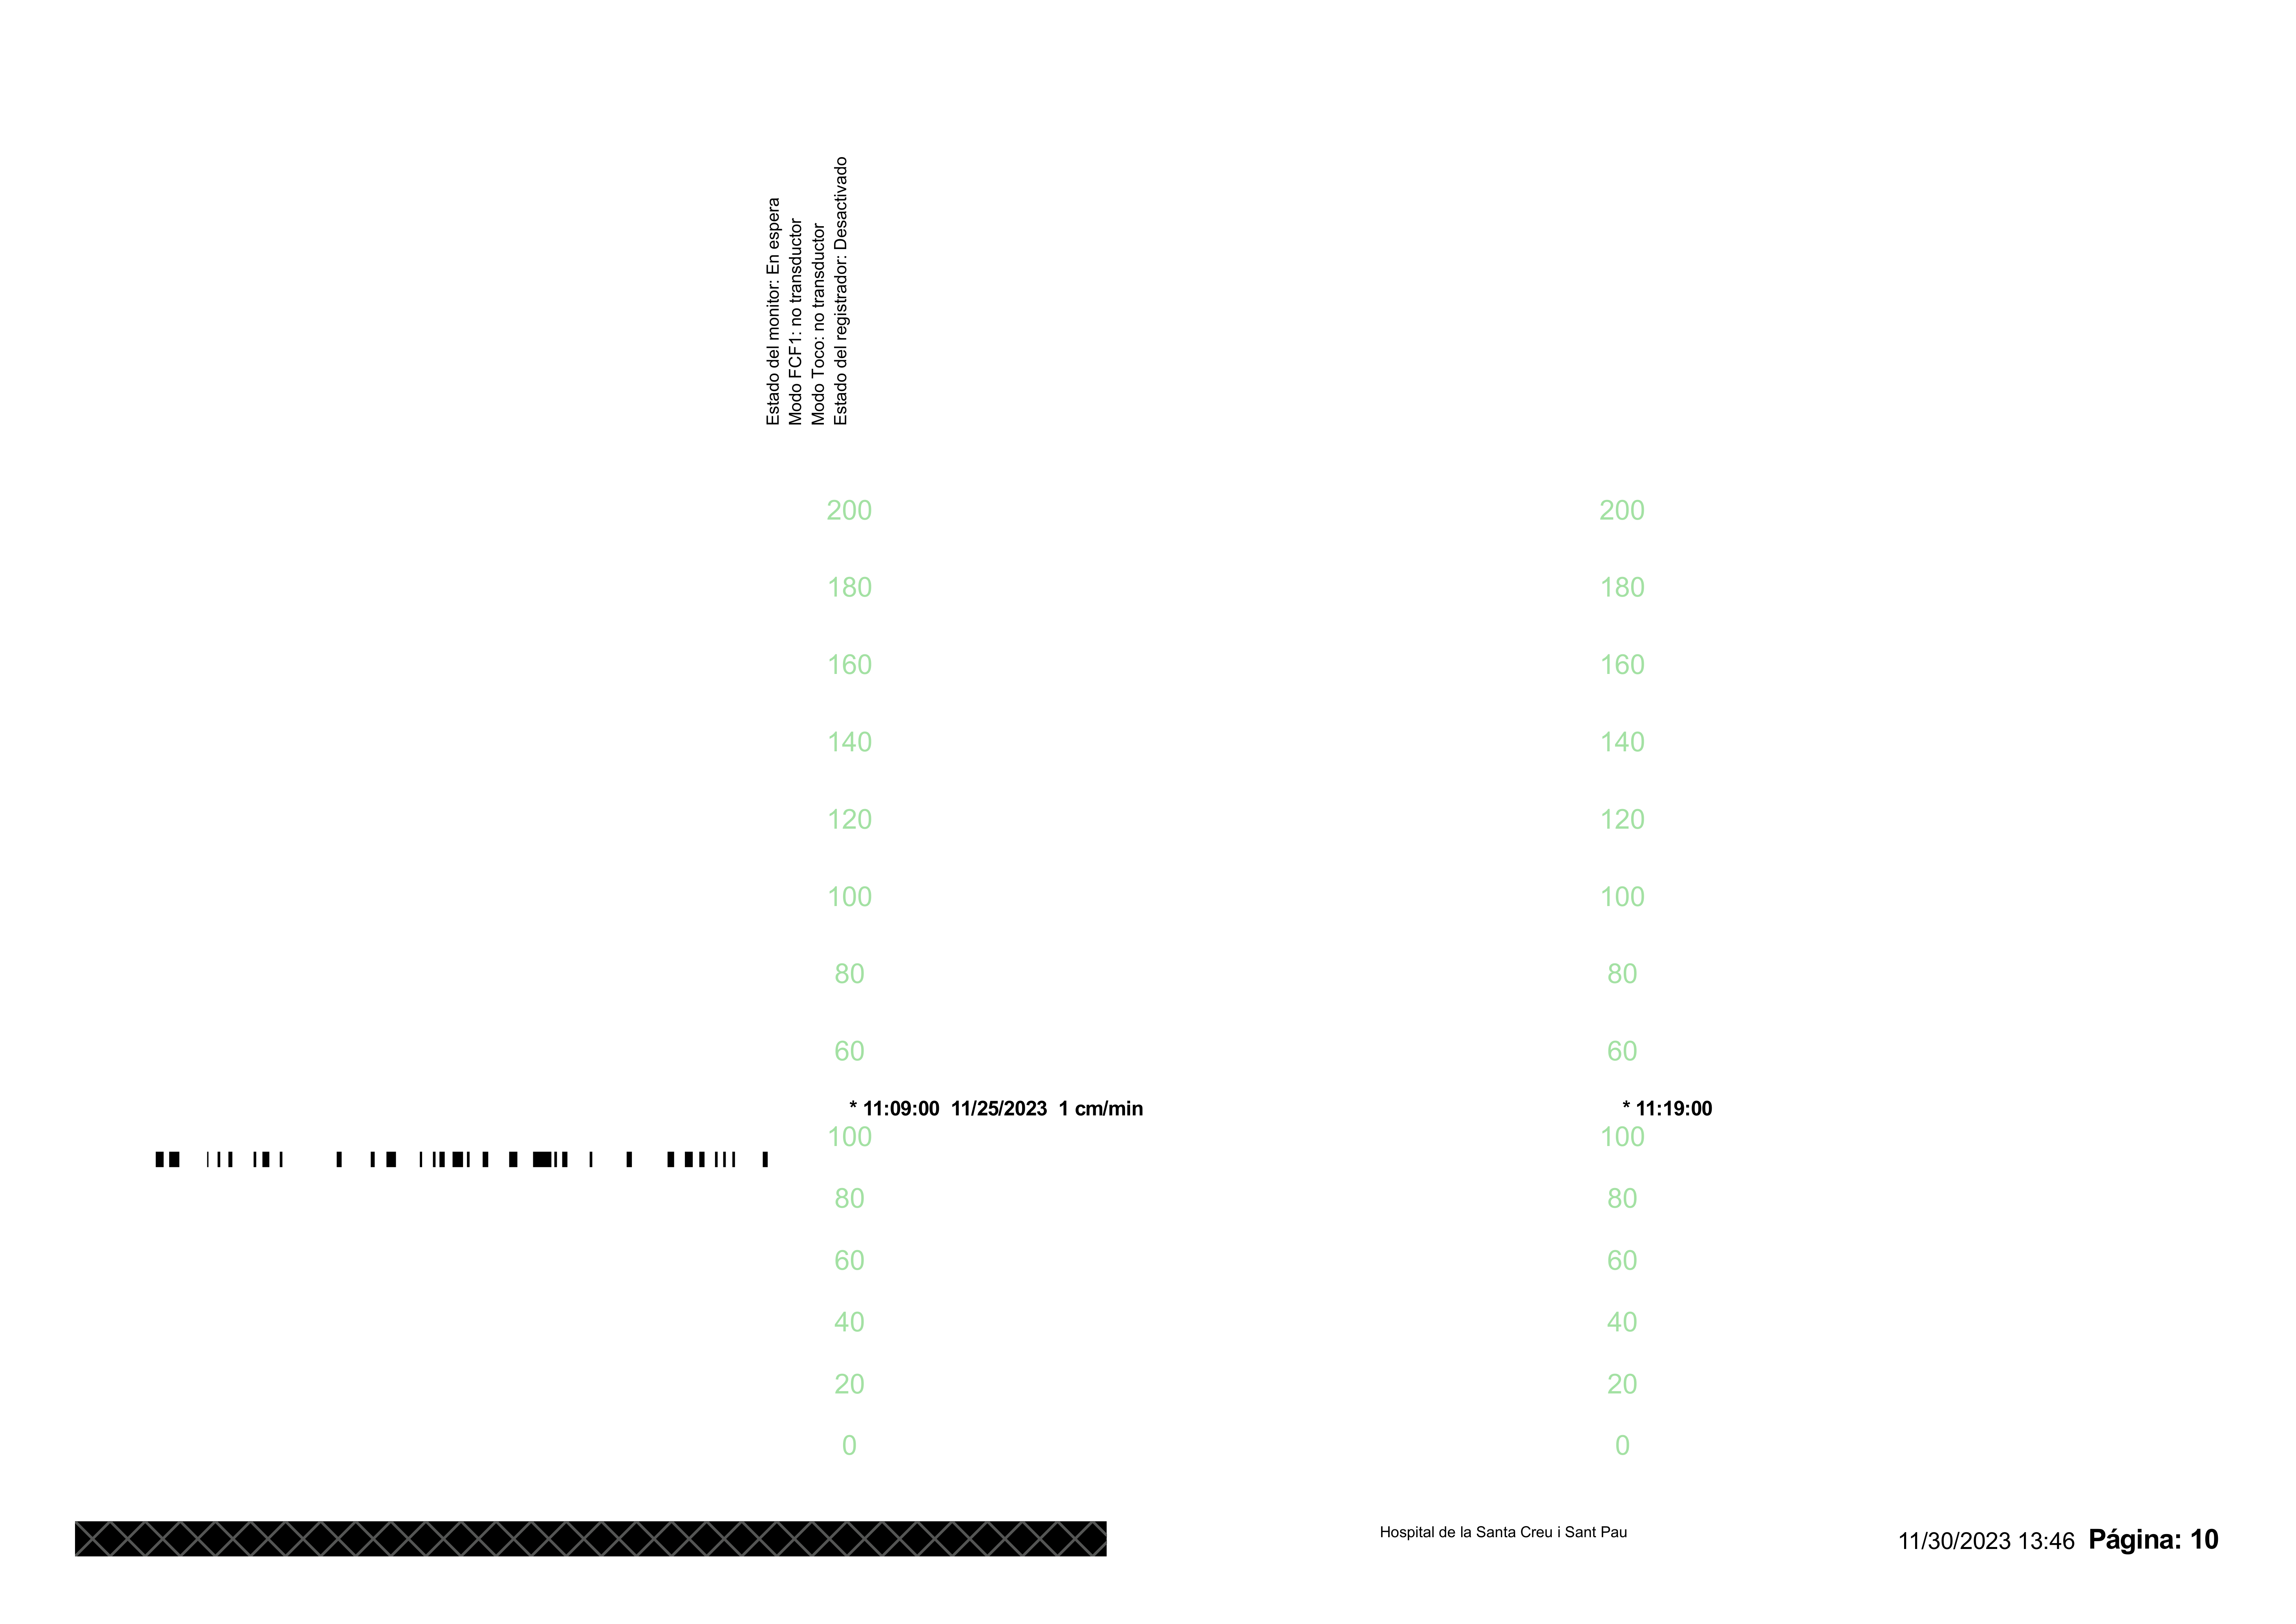 Estado del monitor: En espera
Modo FCF1: no transductor
Modo Toco: no transductor
Estado del registrador: Desactivado
200 200
180 180
160 160
140 140
120 120
100 100
80 80
60 60
* 11:09:00 11/25/2023 1 cm/min * 11:19:00
100 100
80 80
60 60
40 40
20 20
0 0
Hospital de la Santa Creu i Sant Pau
11/30/2023 13:46 Página: 10